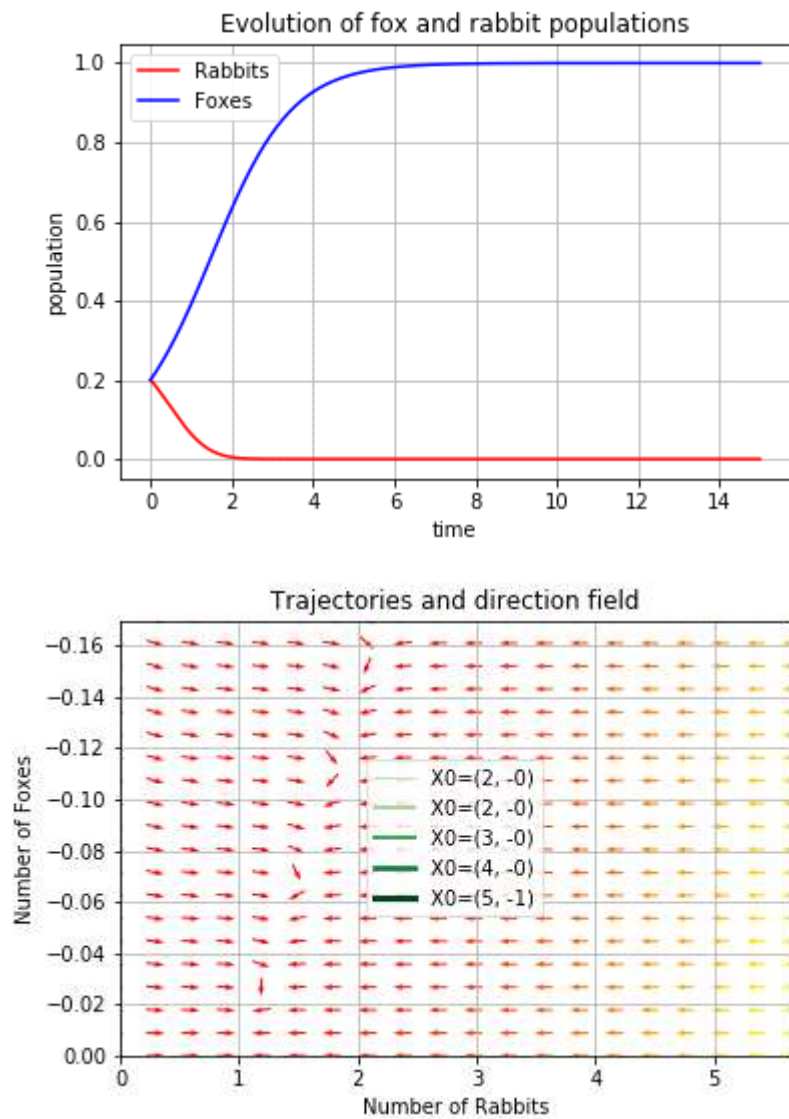 Evolution of fox and rabbit populations
Rabbits
Foxes
1.0
0.8
0.6
0.4
0.2
0.0
population
0 2 4 6 8 10 12 14
time
Trajectories and direction field
−0.16
−0.14
−0.12
−0.10
−0.08
−0.06
−0.04
−0.02
0.00
Number of Foxes
X0=(2, -0)
X0=(2, -0)
X0=(3, -0)
X0=(4, -0)
X0=(5, -1)
0 1 2 3 4 5
Number of Rabbits